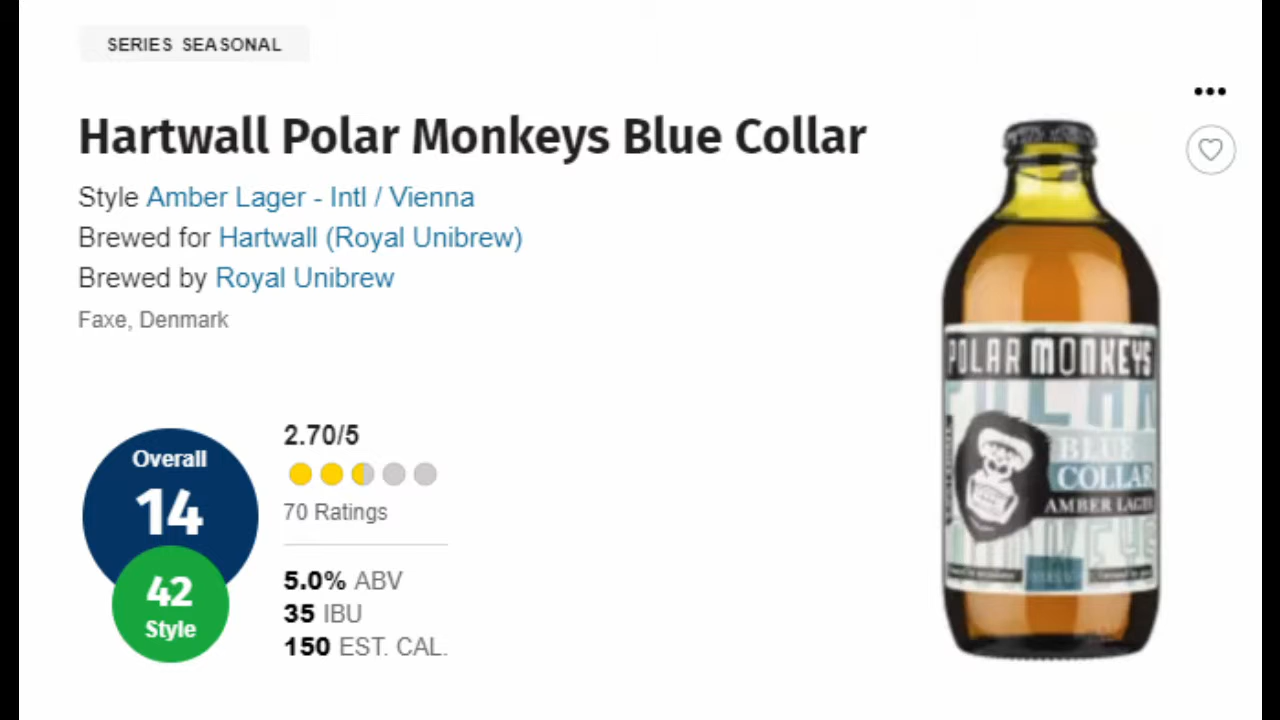 SERIES SEASONAL
Hartwall Polar Monkeys Blue Collar
Style Amber Lager - Intl / Vienna
Brewed for Hartwall (Royal Unibrew)
Brewed by Royal Unibrew
Faxe, Denmark
Overall
14
42
Style
2.70/5
70 Ratings
5.0% ABV
35 IBU
150 EST. CAL.
POLAR MONKEYS
BLUE
COLLAR
AMBER LAGER